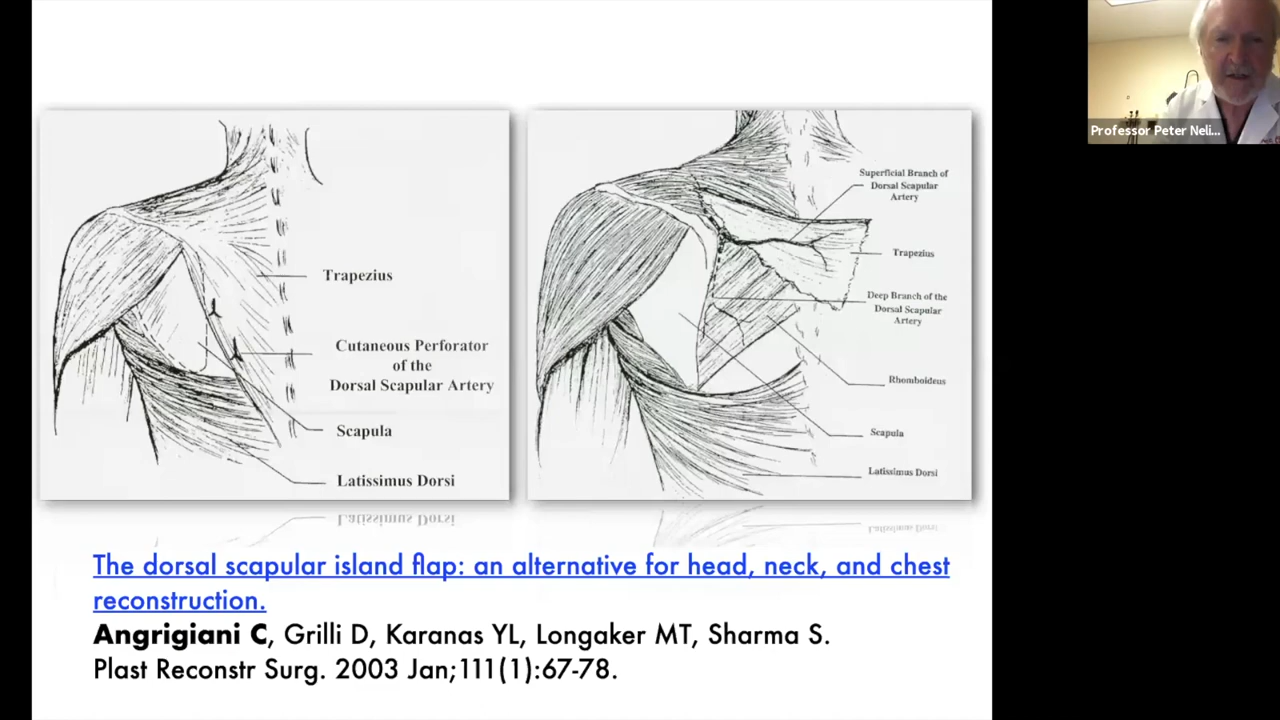 Professor Peter Neli...
Trapezius
Cutaneous Perforator
of the
Dorsal Scapular Artery
Scapula
Latissimus Dorsi
Superficial Branch of
Dorsal Scapular
Artery
Trapezius
Deep Branch of the
Dorsal Scapular
Artery
Rhomboideus
Scapula
Latissimus Dorsi
The dorsal scapular island flap: an alternative for head, neck, and chest
reconstruction.
Angrigiani C, Grilli D, Karanas YL, Longaker MT, Sharma S.
Plast Reconstr Surg. 2003 Jan;111(1):67-78.